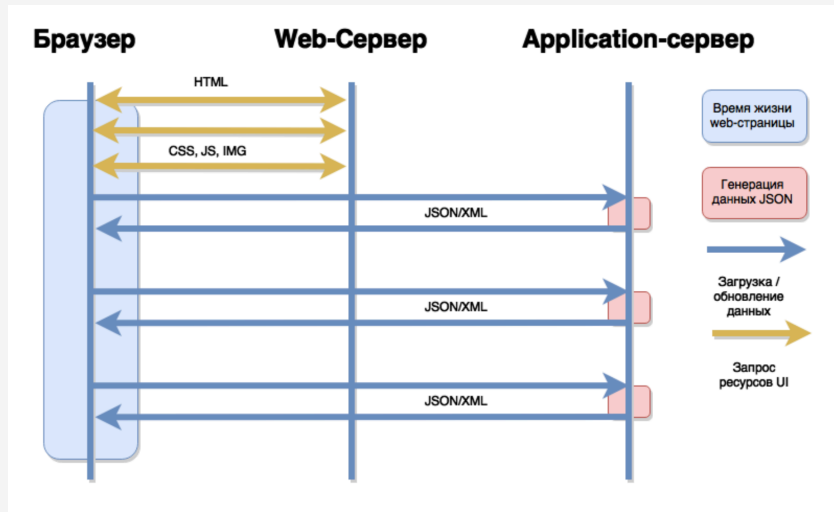 Браузер
Web-Сервер
Application-сервер
HTML
CSS, JS, IMG
JSON/XML
JSON/XML
JSON/XML
Время жизни
web-страницы
Генерация
данных JSON
Загрузка /
обновление
данных
Запрос
ресурсов UI